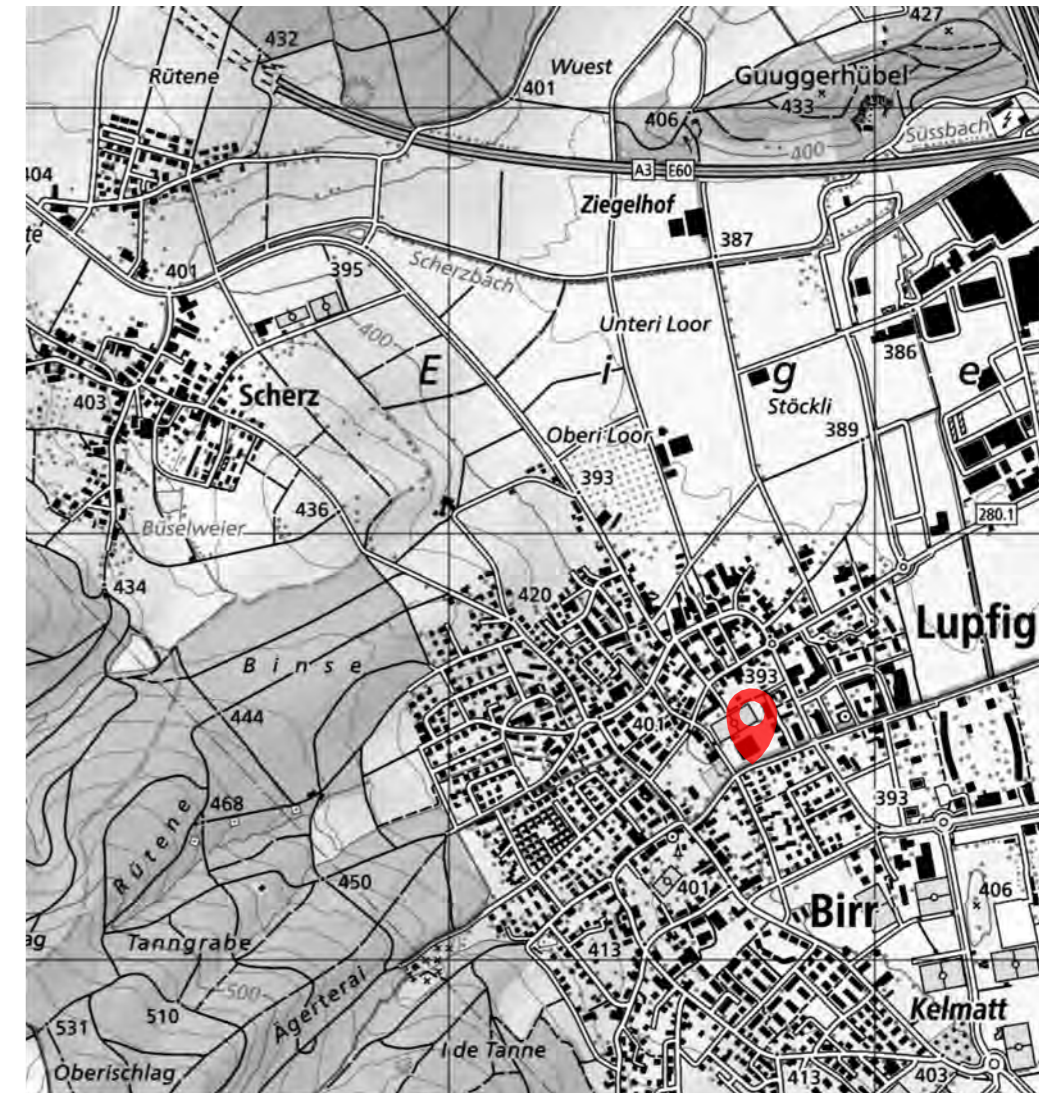 427
432
Wuest
Rütene
Guuggerhübel
401
433
406
Süssbach
400
A3
E60
404
Ziegelhof
387
401
395
Scherzbach
400
Unteri Loor
386
E i g e
403
Scherz
Stöckli
389
Oberi Loor
393
436
280.1
Büselweier
434
420
Lupfig
Binse
393
444
401
468
393
Rütene
450
401
406
Birr
413
Tanngrabe
500
Ägerterai
510
531
Kelmatt
I de Tanne
Oberischlag
413
403